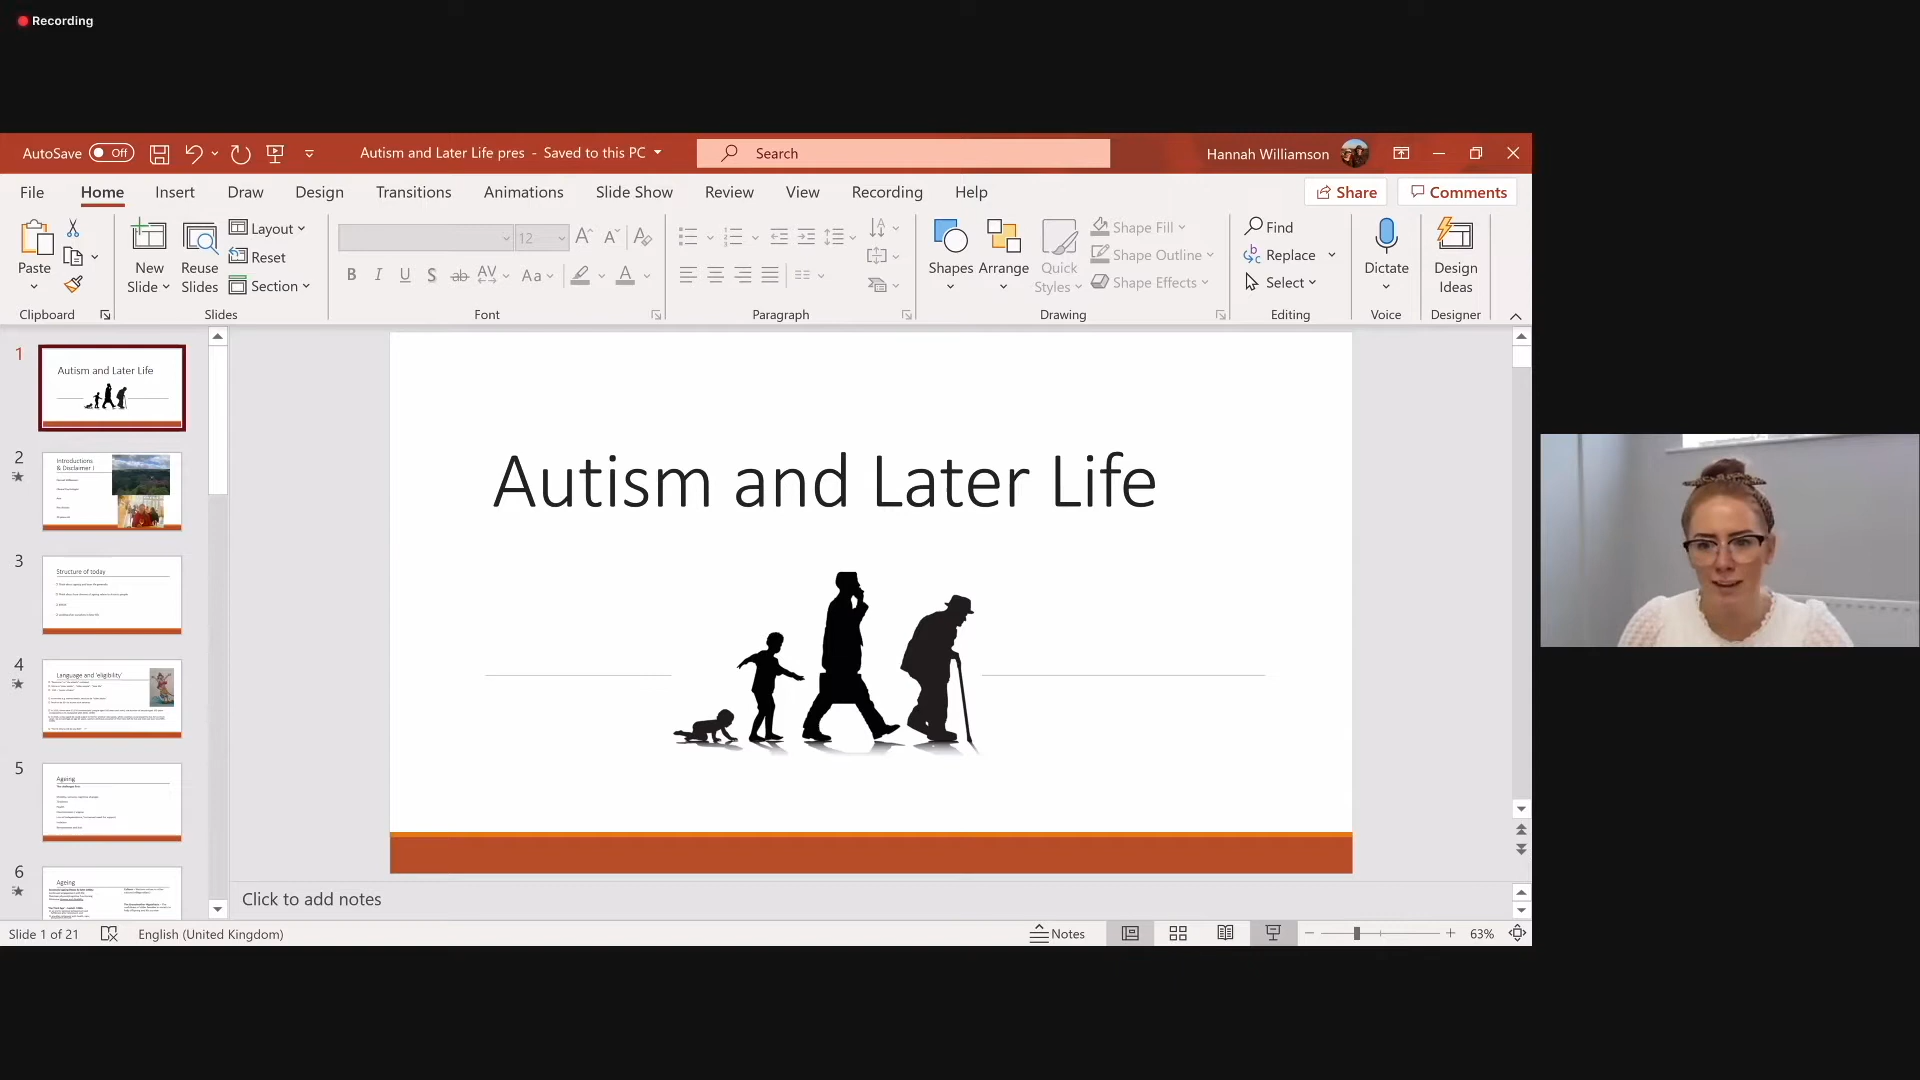 Recording
AutoSave Off
Autism and Later Life pres - Saved to this PC
Search
Hannah Williamson
File Home Insert Draw Design Transitions Animations Slide Show Review View Recording Help
Share Comments
Paste
Clipboard
New Slide
Reuse Slides
Layout
Reset
Section
Slides
12
Font
Paragraph
Shapes
Arrange
Quick Styles
Shape Fill
Shape Outline
Shape Effects
Drawing
Find
Replace
Select
Editing
Dictate
Voice
Design Ideas
Designer
1
Autism and Later Life
2
Introductions
& Disclaimer !
3
Structure of today
4
Language and 'eligibility'
5
Ageing
6
Ageing
Autism and Later Life
Click to add notes
Slide 1 of 21
English (United Kingdom)
Notes
63%